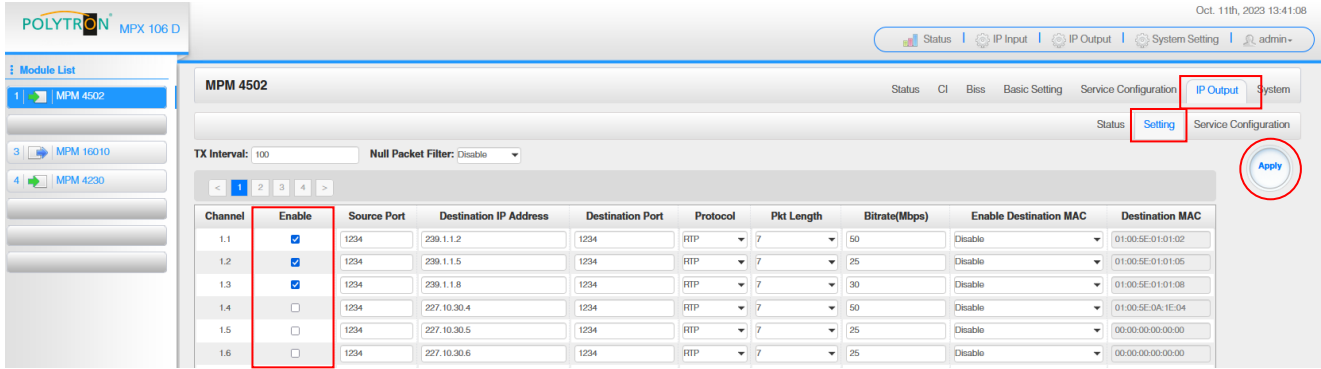 Oct. 11th, 2023 13:41:08
POLYTRON MPX 106 D
Status | IP Input | IP Output | System Setting | admin
Module List
1 MPM 4502
3 MPM 16010
4 MPM 4230
MPM 4502
Status CI Biss Basic Setting Service Configuration IP Output System
Status Setting Service Configuration
TX Interval: 100 Null Packet Filter: Disable
Apply
< 1 2 3 4 >
Channel Enable Source Port Destination IP Address Destination Port Protocol Pkt Length Bitrate(Mbps) Enable Destination MAC Destination MAC
1.1 1234 239.1.1.2 1234 RTP 7 50 Disable 01:00:5E:01:01:02
1.2 1234 239.1.1.5 1234 RTP 7 25 Disable 01:00:5E:01:01:05
1.3 1234 239.1.1.8 1234 RTP 7 30 Disable 01:00:5E:01:01:08
1.4 1234 227.10.30.4 1234 RTP 7 50 Disable 01:00:5E:0A:1E:04
1.5 1234 227.10.30.5 1234 RTP 7 25 Disable 00:00:00:00:00:00
1.6 1234 227.10.30.6 1234 RTP 7 25 Disable 00:00:00:00:00:00